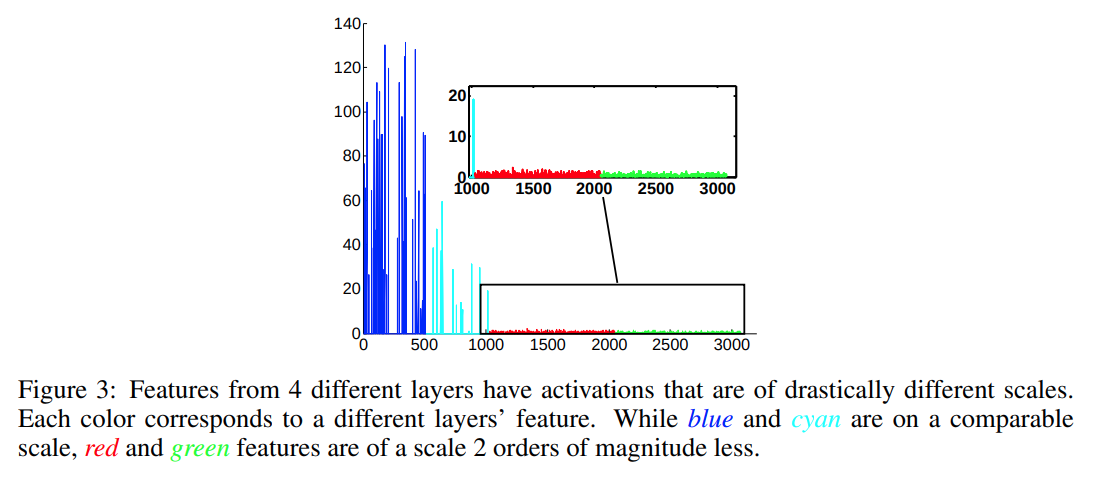 140
120
100
80
60
40
20
0
0 500 1000 1500 2000 2500 3000
20
10
0
1000 1500 2000 2500 3000
Figure 3: Features from 4 different layers have activations that are of drastically different scales.
Each color corresponds to a different layers’ feature. While blue and cyan are on a comparable
scale, red and green features are of a scale 2 orders of magnitude less.